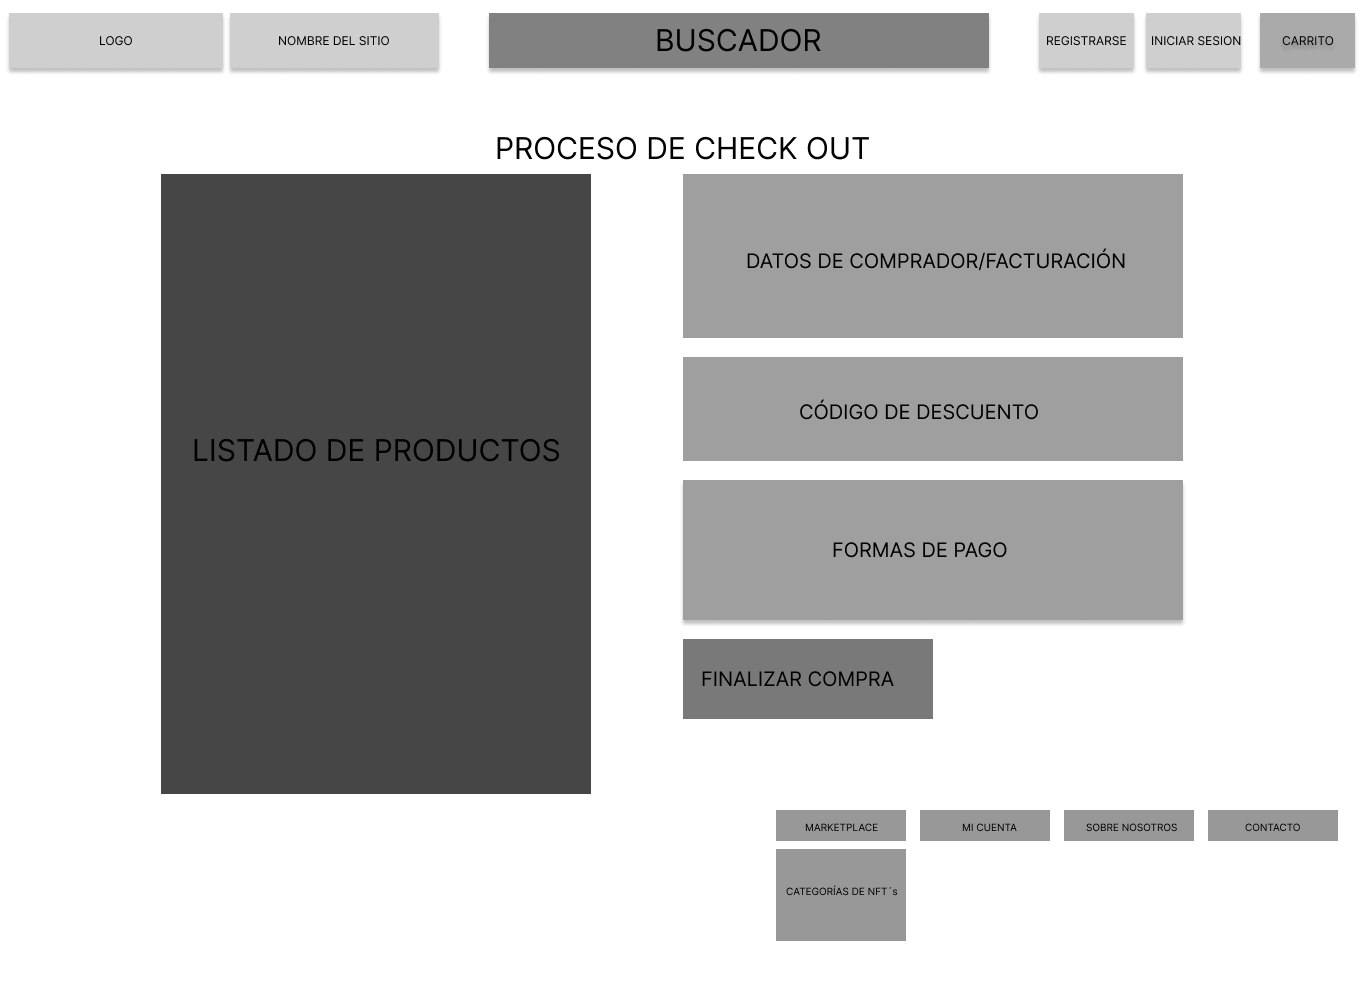 LOGO
NOMBRE DEL SITIO
BUSCADOR
REGISTRARSE
INICIAR SESION
CARRITO
PROCESO DE CHECK OUT
LISTADO DE PRODUCTOS
DATOS DE COMPRADOR/FACTURACIÓN
CÓDIGO DE DESCUENTO
FORMAS DE PAGO
FINALIZAR COMPRA
MARKETPLACE
MI CUENTA
SOBRE NOSOTROS
CONTACTO
CATEGORÍAS DE NFT´s